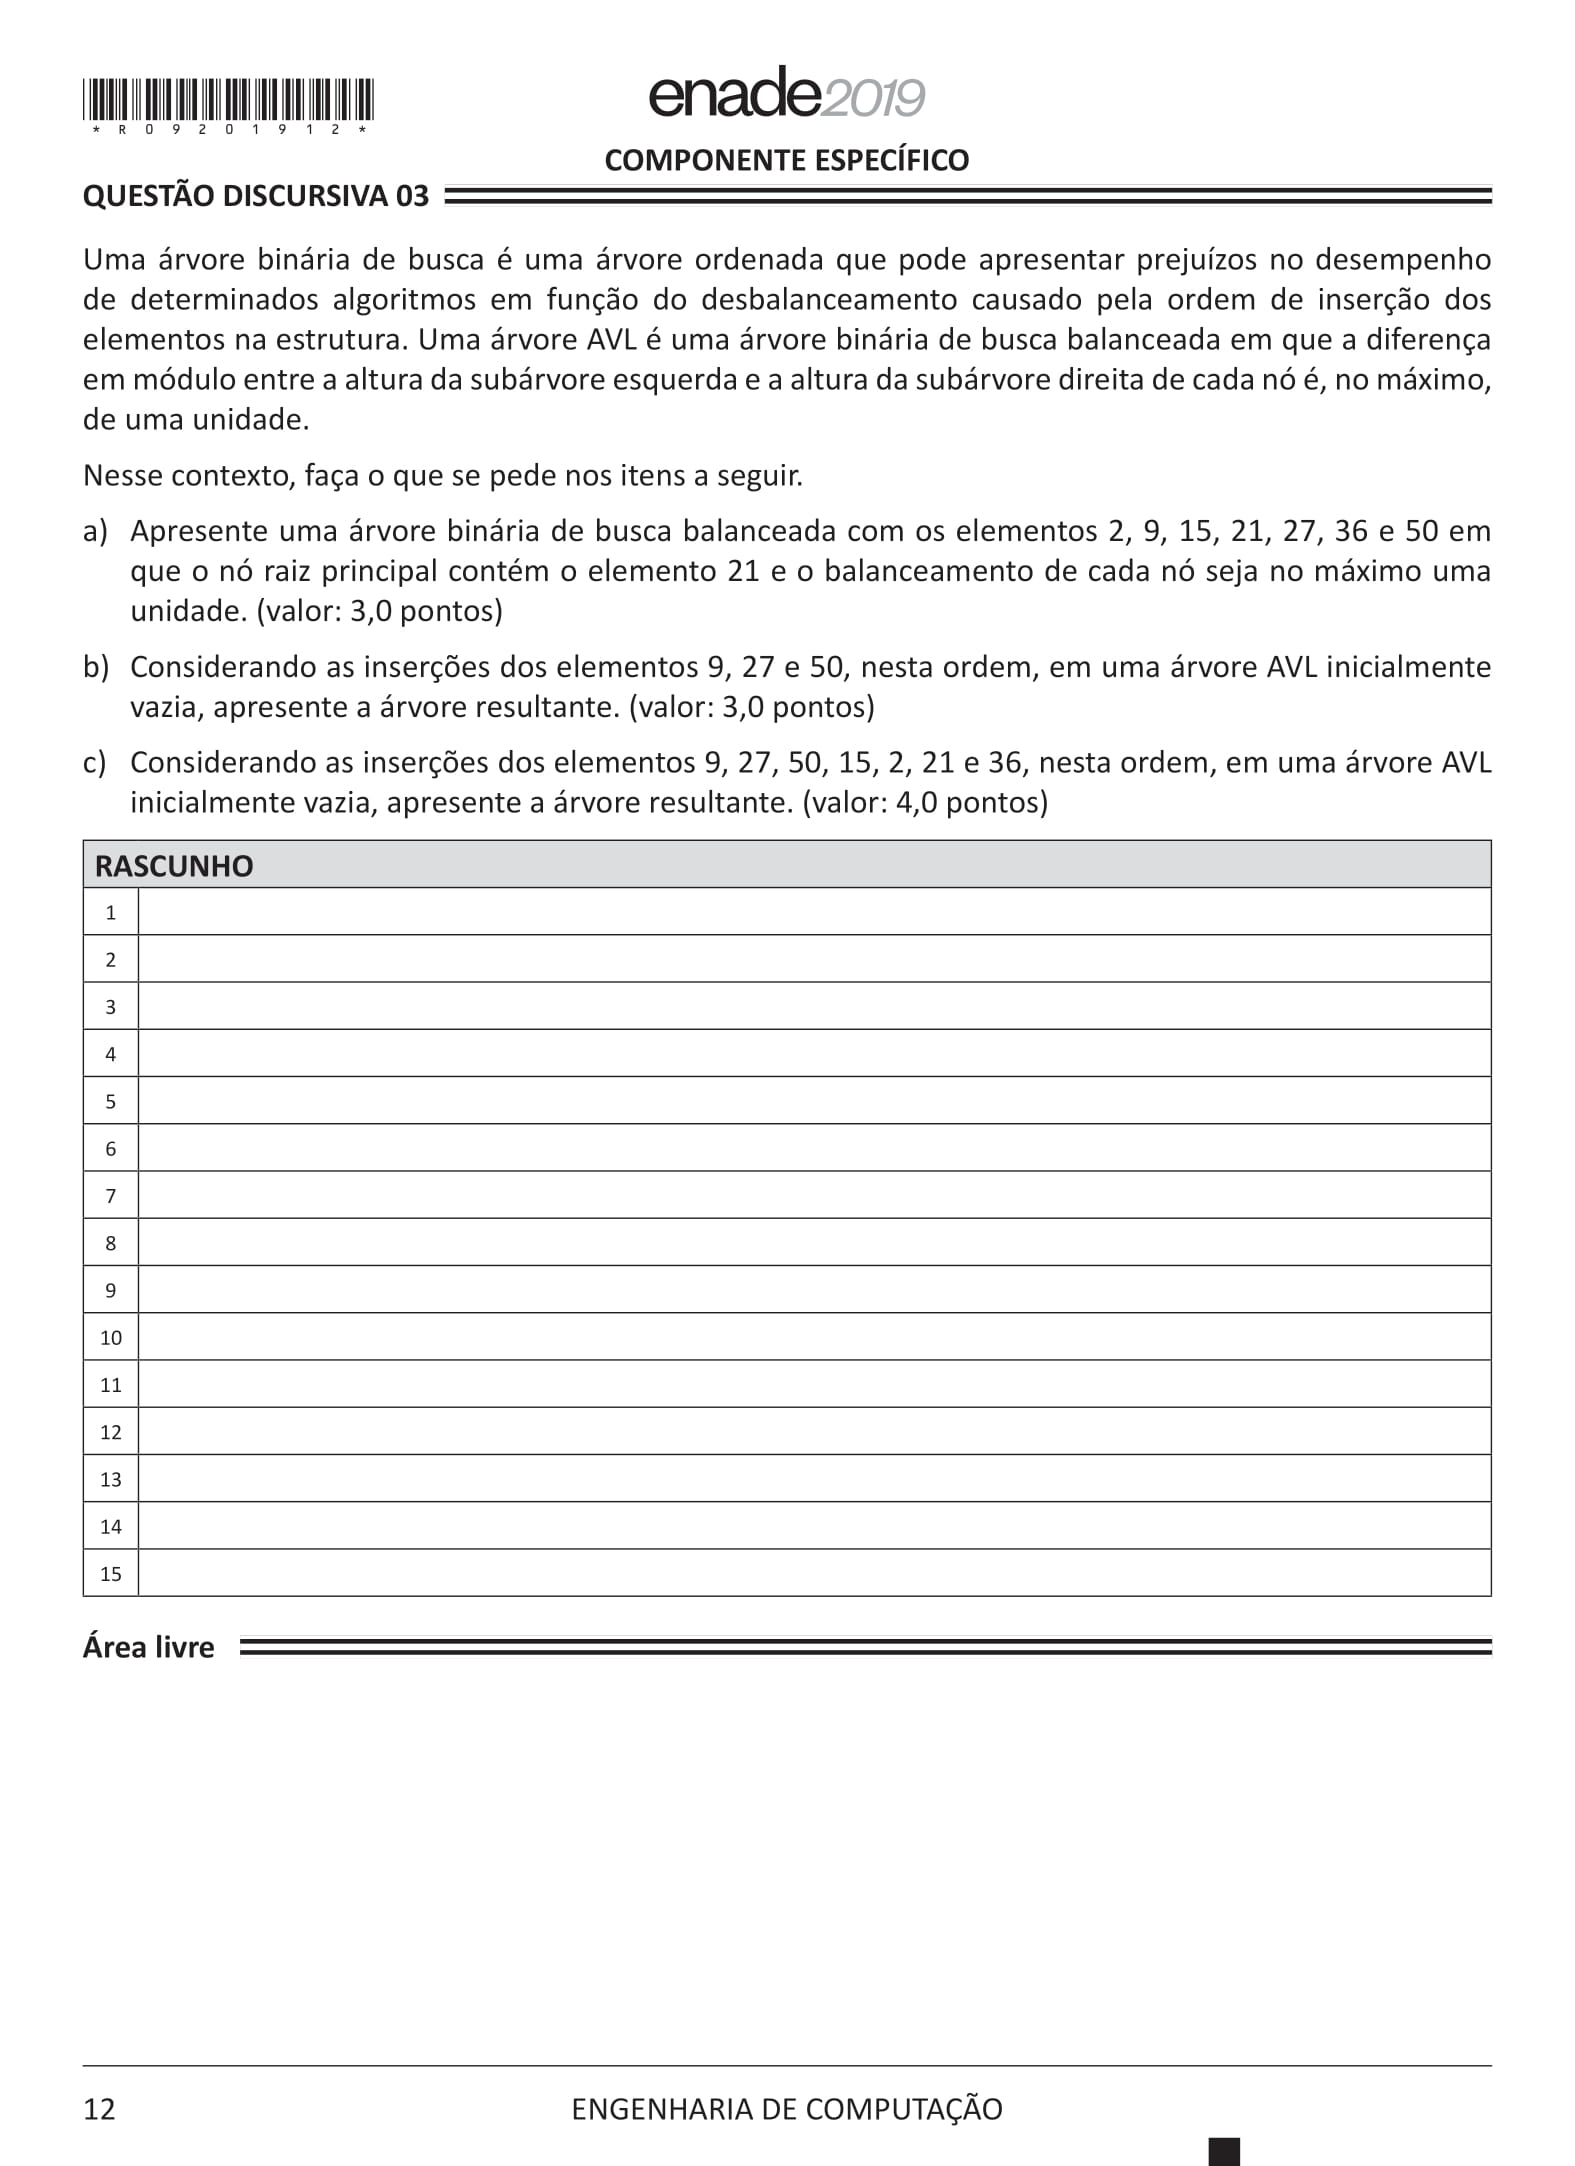 *R09201912*
enade2019
COMPONENTE ESPECÍFICO
QUESTÃO DISCURSIVA 03
Uma árvore binária de busca é uma árvore ordenada que pode apresentar prejuízos no desempenho
de determinados algoritmos em função do desbalanceamento causado pela ordem de inserção dos
elementos na estrutura. Uma árvore AVL é uma árvore binária de busca balanceada em que a diferença
em módulo entre a altura da subárvore esquerda e a altura da subárvore direita de cada nó é, no máximo,
de uma unidade.
Nesse contexto, faça o que se pede nos itens a seguir.
a) Apresente uma árvore binária de busca balanceada com os elementos 2, 9, 15, 21, 27, 36 e 50 em
que o nó raiz principal contém o elemento 21 e o balanceamento de cada nó seja no máximo uma
unidade. (valor: 3,0 pontos)
b) Considerando as inserções dos elementos 9, 27 e 50, nesta ordem, em uma árvore AVL inicialmente
vazia, apresente a árvore resultante. (valor: 3,0 pontos)
c) Considerando as inserções dos elementos 9, 27, 50, 15, 2, 21 e 36, nesta ordem, em uma árvore AVL
inicialmente vazia, apresente a árvore resultante. (valor: 4,0 pontos)
RASCUNHO
1
2
3
4
5
6
7
8
9
10
11
12
13
14
15
Área livre
12
ENGENHARIA DE COMPUTAÇÃO